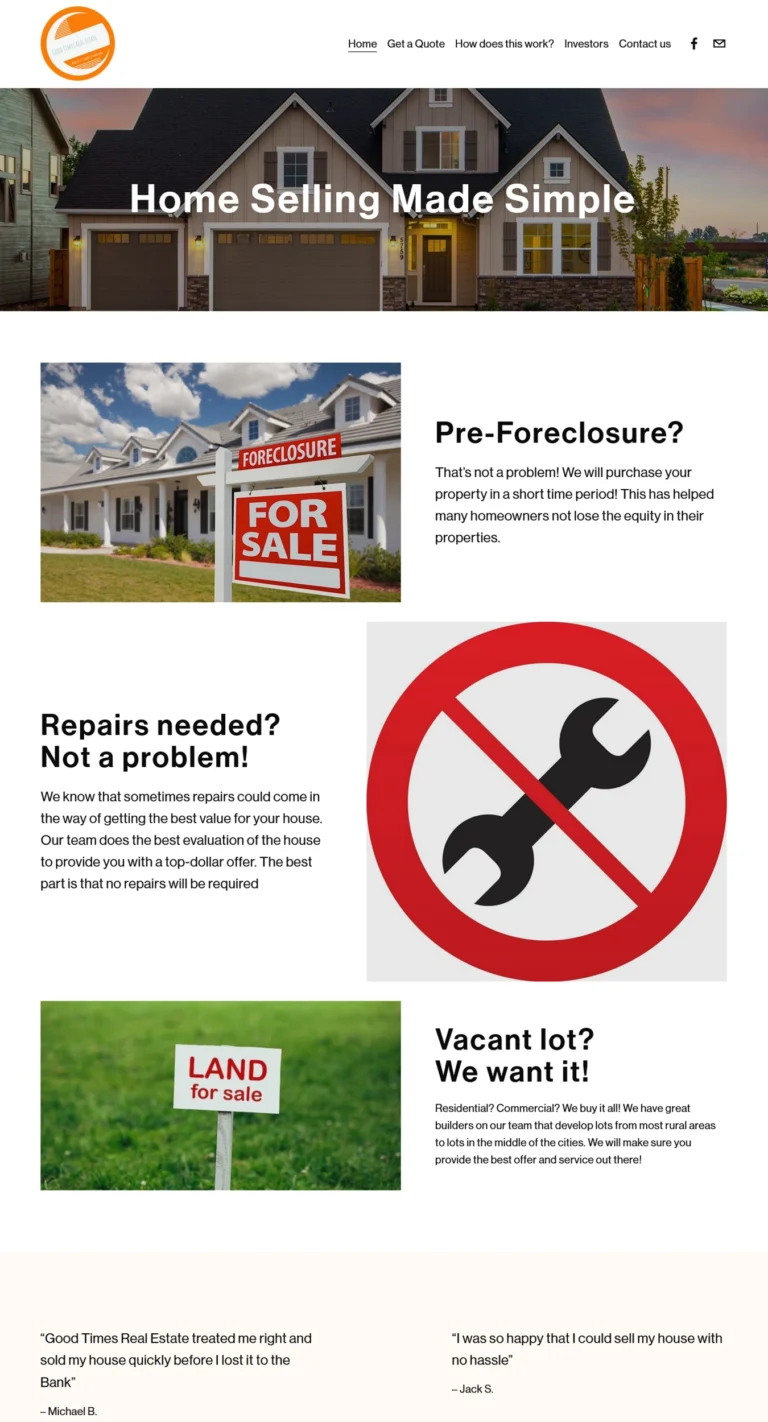 Home Get a Quote How does this work? Investors Contact us
Home Selling Made Simple
FORECLOSURE
FOR
SALE
Pre-Foreclosure?
That's not a problem! We will purchase your
property in a short time period! This has helped
many homeowners not lose the equity in their
properties.
Repairs needed?
Not a problem!
We know that sometimes repairs could come in
the way of getting the best value for your house.
Our team does the best evaluation of the house
to provide you with a top-dollar offer. The best
part is that no repairs will be required
LAND
for sale
Vacant lot?
We want it!
Residential? Commercial? We buy it all! We have great
builders on our team that develop lots from most rural areas
to lots in the middle of the cities. We will make sure you
provide the best offer and service out there!
“Good Times Real Estate treated me right and
sold my house quickly before I lost it to the
Bank”
– Michael B.
“I was so happy that I could sell my house with
no hassle”
– Jack S.